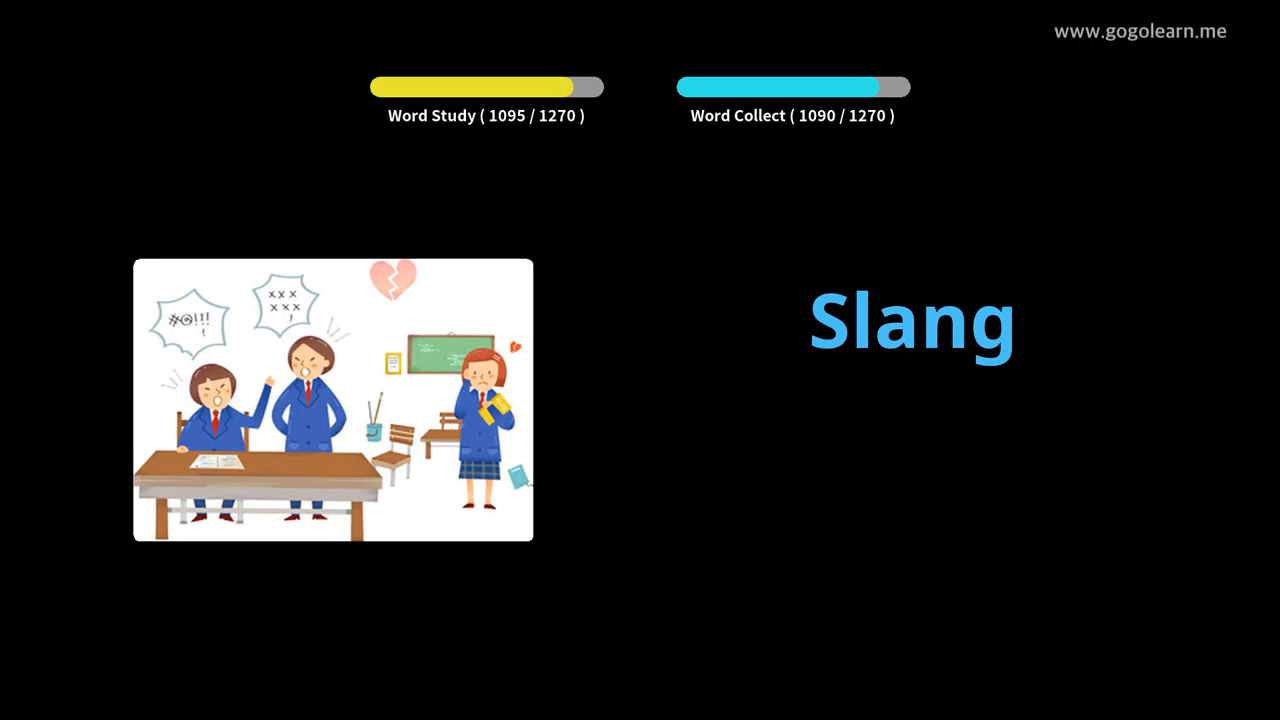 www.gogolearn.me
Word Study ( 1095 / 1270 )
Word Collect ( 1090 / 1270 )
#@!!!
!
x x x
x x x
!
Slang